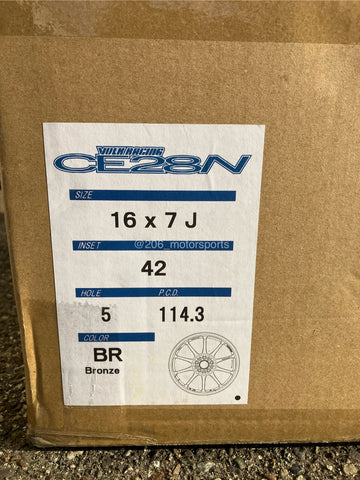 VOLK RACING
CE28N
SIZE
16 x 7 J
@206_motorsports
INSET
42
HOLE P.C.D.
5 114.3
COLOR
BR
Bronze